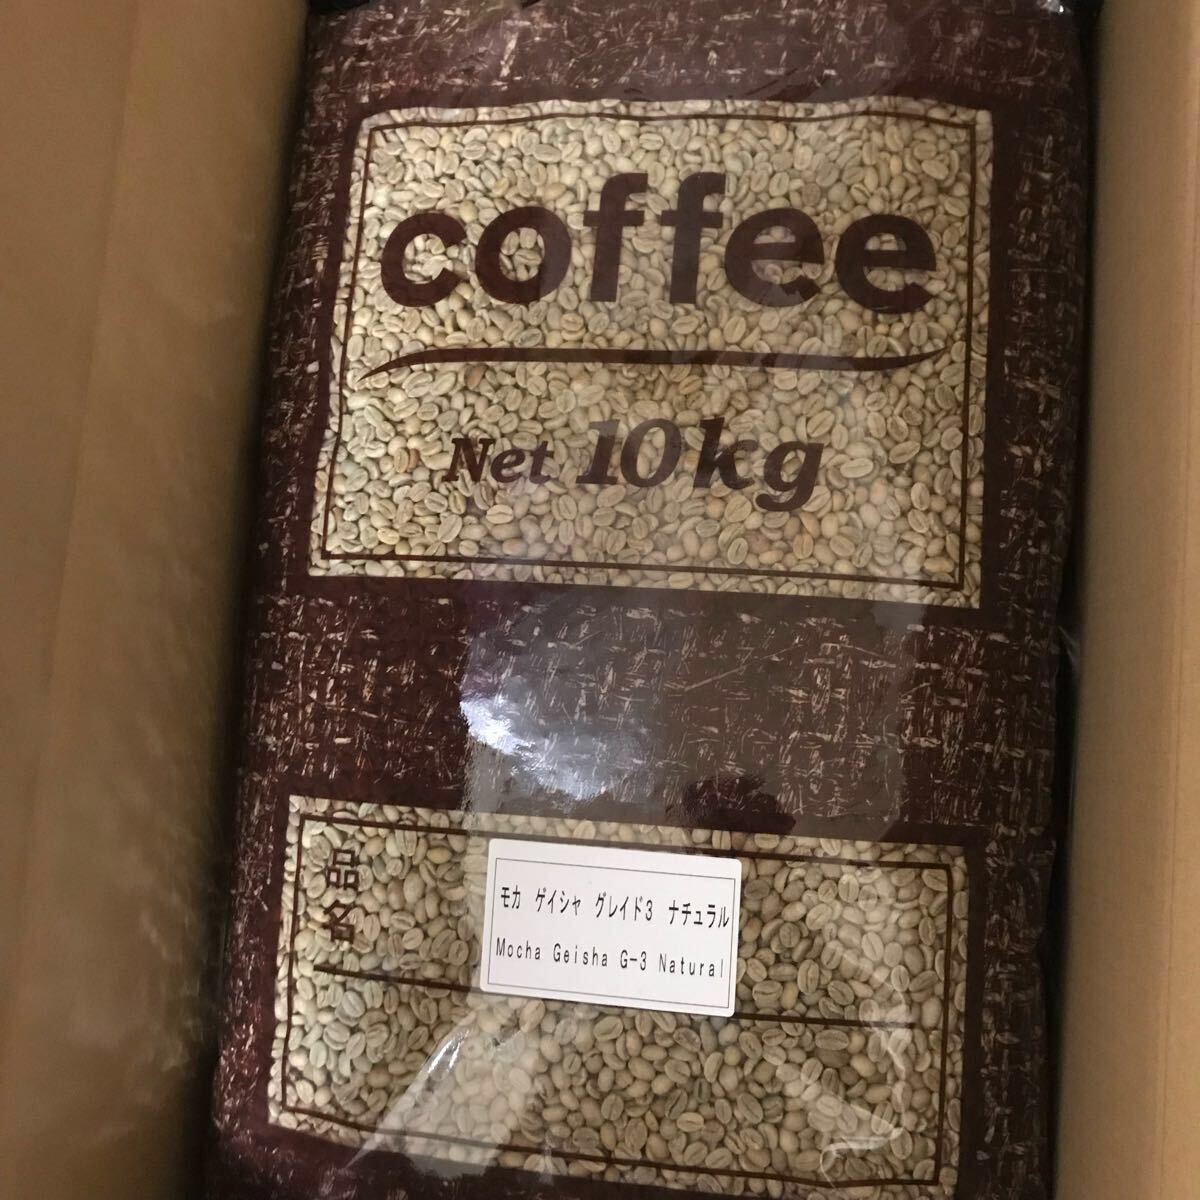 coffee
Net 10kg
品名
モカ ゲイシャ グレイド3 ナチュラル
Mocha Geisha G-3 Natural